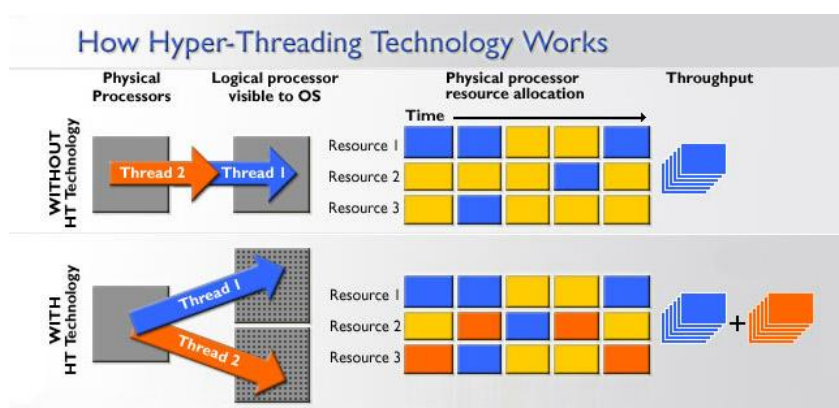 How Hyper-Threading Technology Works
Physical
Processors
Logical processor
visible to OS
Physical processor
resource allocation
Throughput
Time
WITHOUT
HT Technology
Thread 2
Thread 1
Resource 1
Resource 2
Resource 3
WITH
HT Technology
Thread 1
Thread 2
Resource 1
Resource 2
Resource 3
+